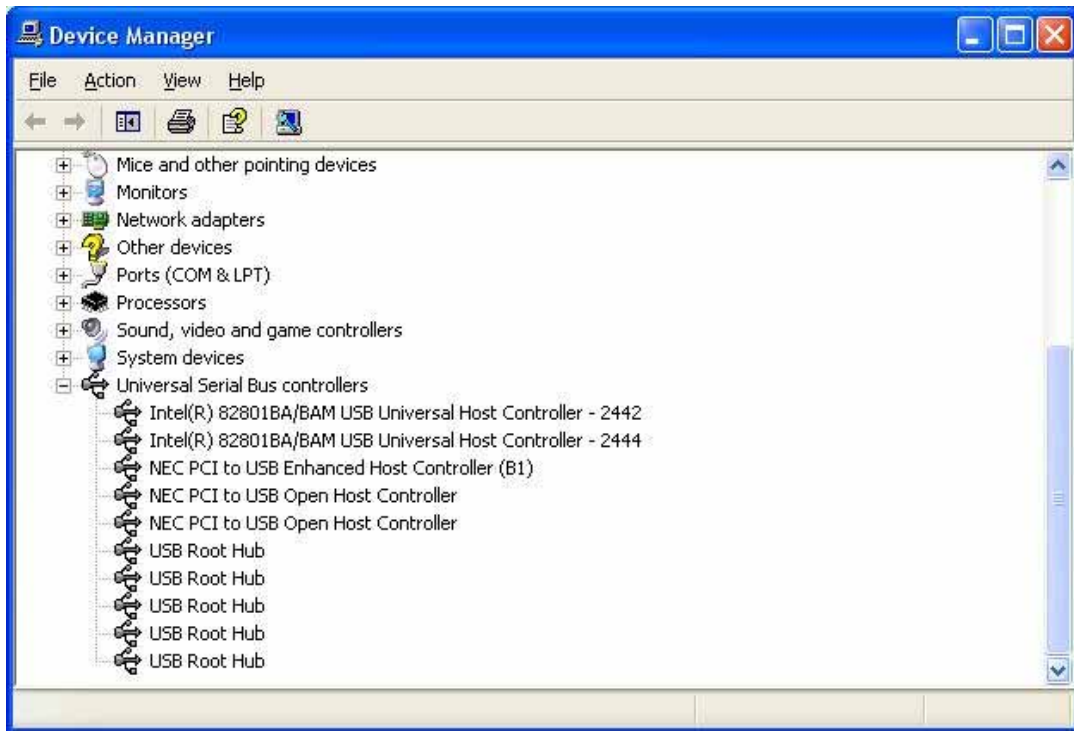 Device Manager
File Action View Help
Mice and other pointing devices
Monitors
Network adapters
Other devices
Ports (COM & LPT)
Processors
Sound, video and game controllers
System devices
Universal Serial Bus controllers
Intel(R) 82801BA/BAM USB Universal Host Controller - 2442
Intel(R) 82801BA/BAM USB Universal Host Controller - 2444
NEC PCI to USB Enhanced Host Controller (B1)
NEC PCI to USB Open Host Controller
NEC PCI to USB Open Host Controller
USB Root Hub
USB Root Hub
USB Root Hub
USB Root Hub
USB Root Hub